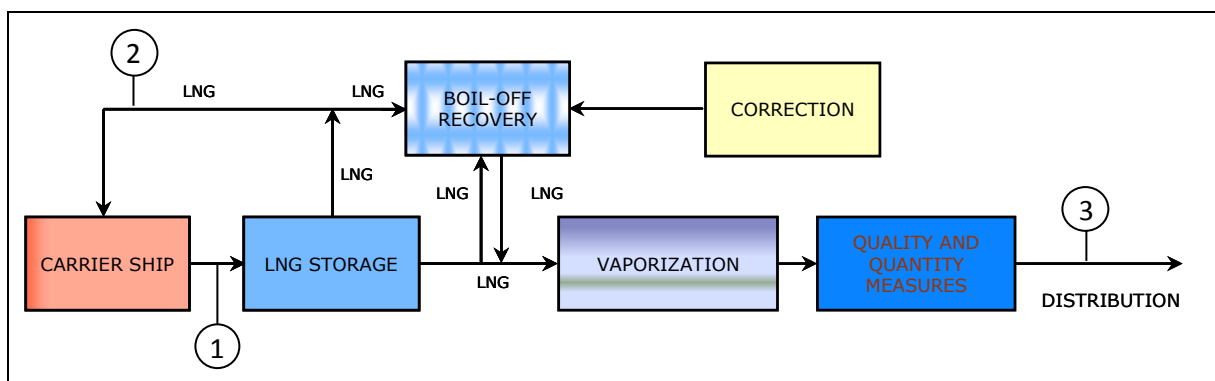 2
LNG
LNG
BOIL-OFF
RECOVERY
CORRECTION
LNG
LNG
LNG
3
CARRIER SHIP
LNG STORAGE
LNG
VAPORIZATION
QUALITY AND
QUANTITY
MEASURES
DISTRIBUTION
1